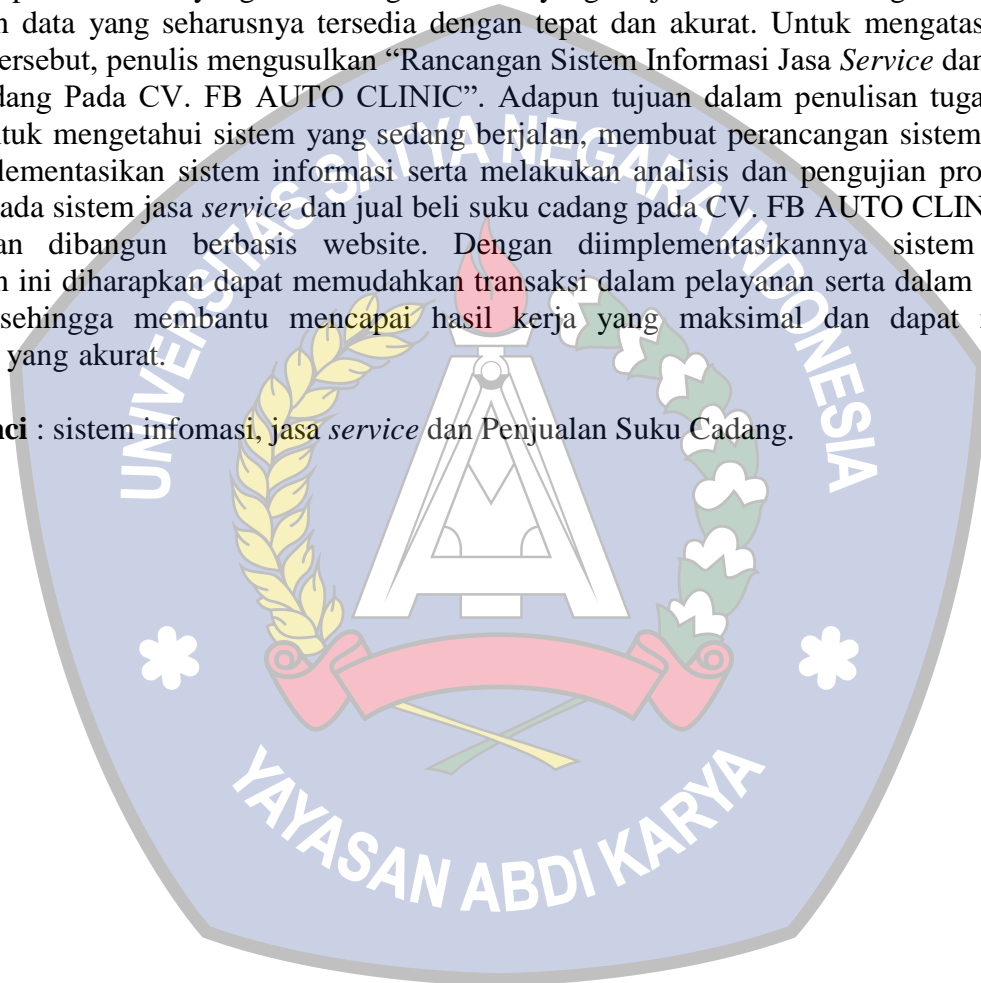 data yang seharusnya tersedia dengan tepat dan akurat. Untuk mengatas
ersebut, penulis mengusulkan “Rancangan Sistem Informasi Jasa Service dan
dang Pada CV. FB AUTO CLINIC”. Adapun tujuan dalam penulisan tuga
tuk mengetahui sistem yang sedang berjalan, membuat perancangan sistem
lementasikan sistem informasi serta melakukan analisis dan pengujian pro
ada sistem jasa service dan jual beli suku cadang pada CV. FB AUTO CLIN
an dibangun berbasis website. Dengan diimplementasikannya sistem
n ini diharapkan dapat memudahkan transaksi dalam pelayanan serta dalam
sehingga membantu mencapai hasil kerja yang maksimal dan dapat
yang akurat.
nci : sistem infomasi, jasa service dan Penjualan Suku Cadang.
UNIVERSITAS SATYA NEGARA INDONESIA
YAYASAN ABDI KARYA